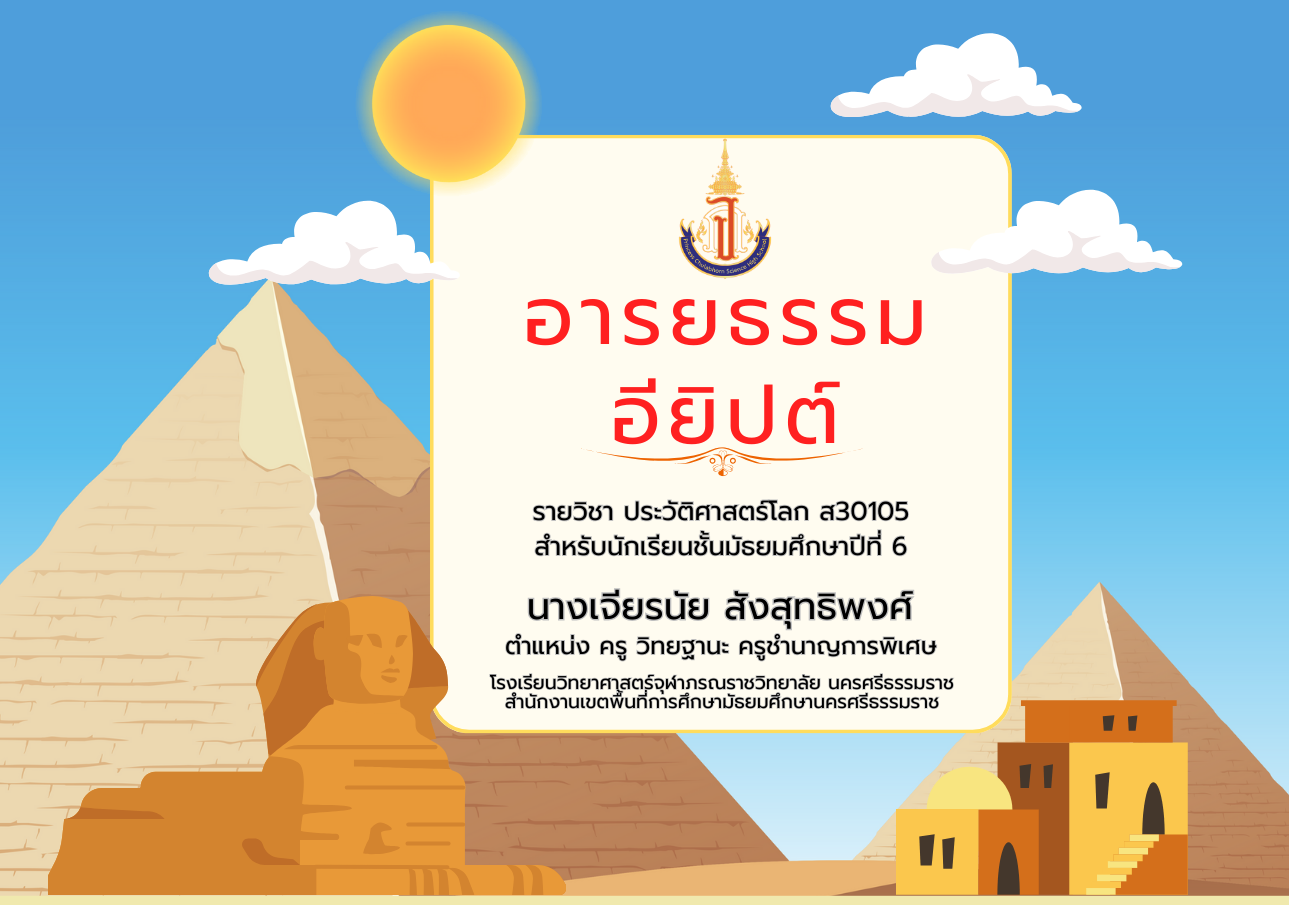 Princess Chulabhorn Science High School
อารยธรรม
อียิปต์
รายวิชา ประวัติศาสตร์โลก ส30105
สำหรับนักเรียนชั้นมัธยมศึกษาปีที่ 6
นางเจียรนัย สังสุทธิพงศ์
ตำแหน่ง ครู วิทยฐานะ ครูชำนาญการพิเศษ
โรงเรียนวิทยาศาสตร์จุฬาภรณราชวิทยาลัย นครศรีธรรมราช
สำนักงานเขตพื้นที่การศึกษามัธยมศึกษานครศรีธรรมราช